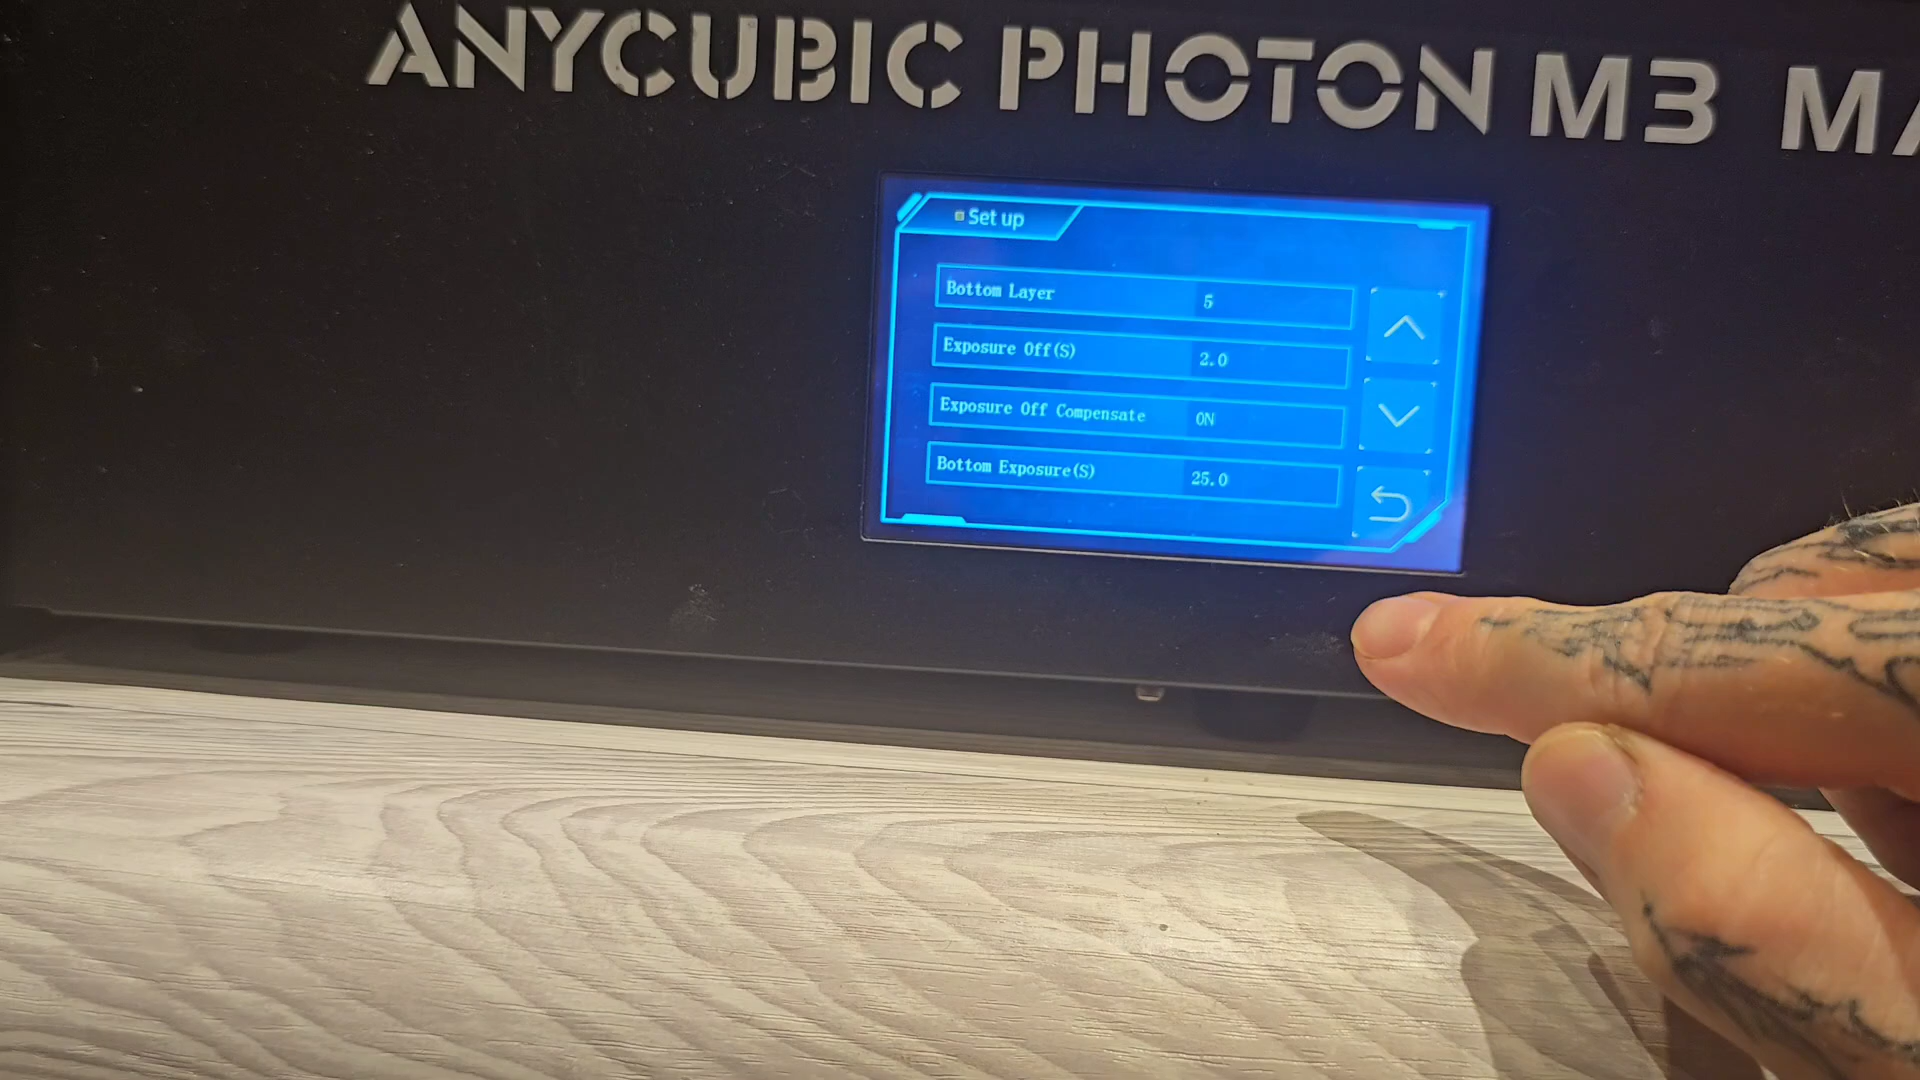 ANYCUBIC PHOTON M3 MA
Set up
Bottom Layer 5
Exposure Off(S) 2.0
Exposure Off Compensate ON
Bottom Exposure(S) 25.0